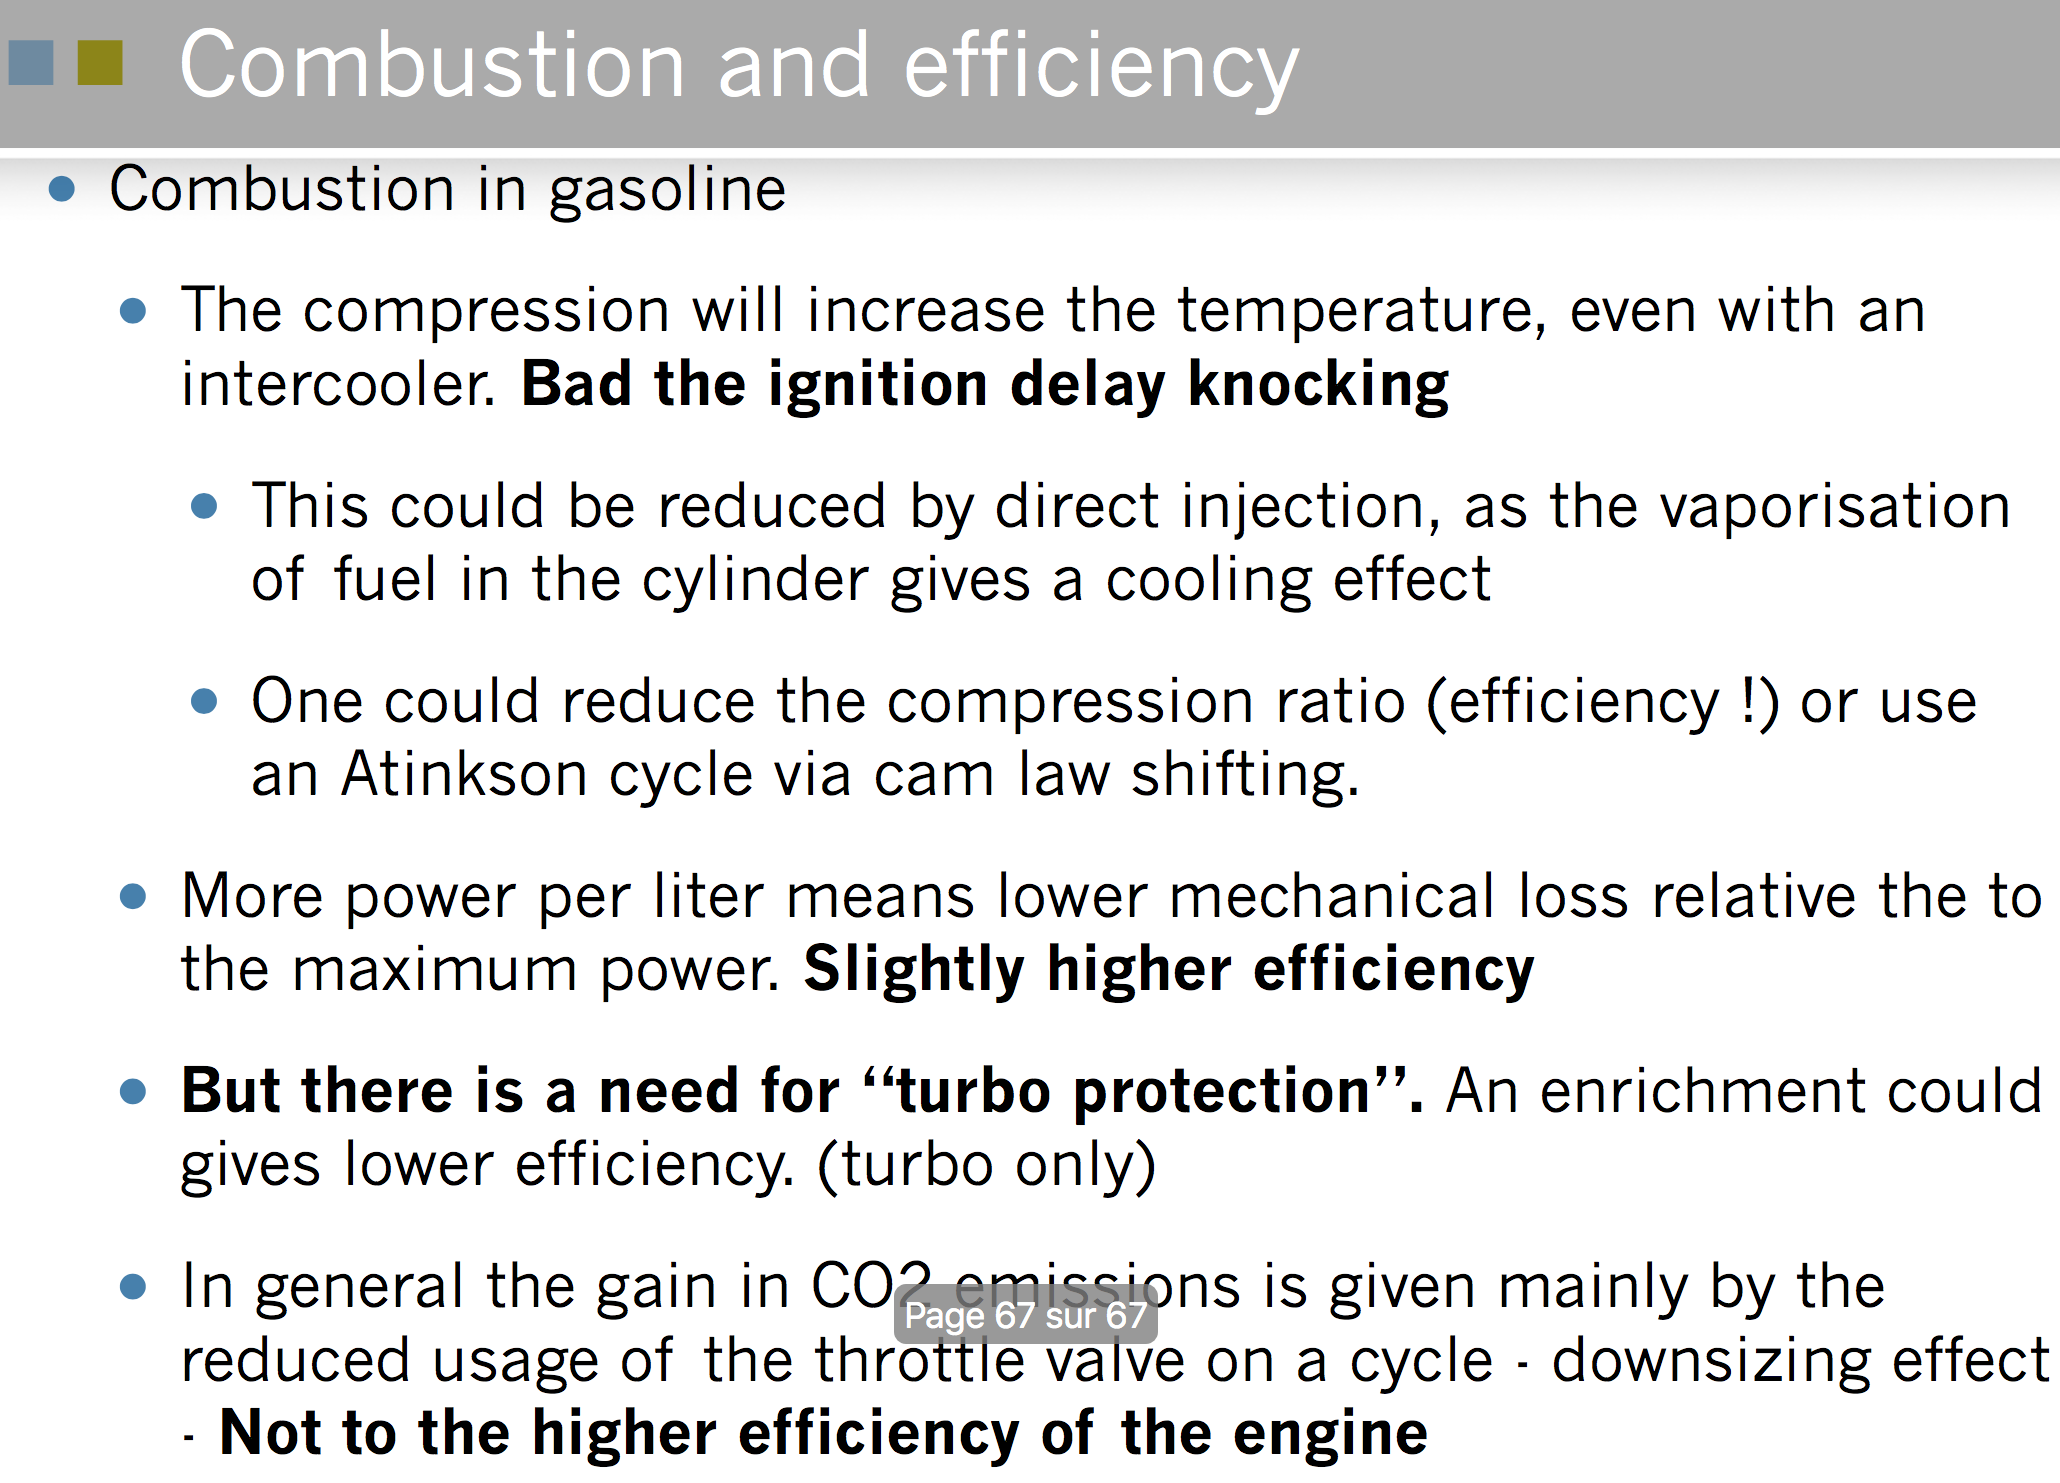 Combustion and efficiency
Combustion in gasoline
The compression will increase the temperature, even with an
intercooler. Bad the ignition delay knocking
This could be reduced by direct injection, as the vaporisation
of fuel in the cylinder gives a cooling effect
One could reduce the compression ratio (efficiency !) or use
an Atinkson cycle via cam law shifting.
More power per liter means lower mechanical loss relative the to
the maximum power. Slightly higher efficiency
But there is a need for “turbo protection”. An enrichment could
gives lower efficiency. (turbo only)
In general the gain in CO2 emissions is given mainly by the
Page 67 sur 67
reduced usage of the throttle valve on a cycle - downsizing effect
- Not to the higher efficiency of the engine